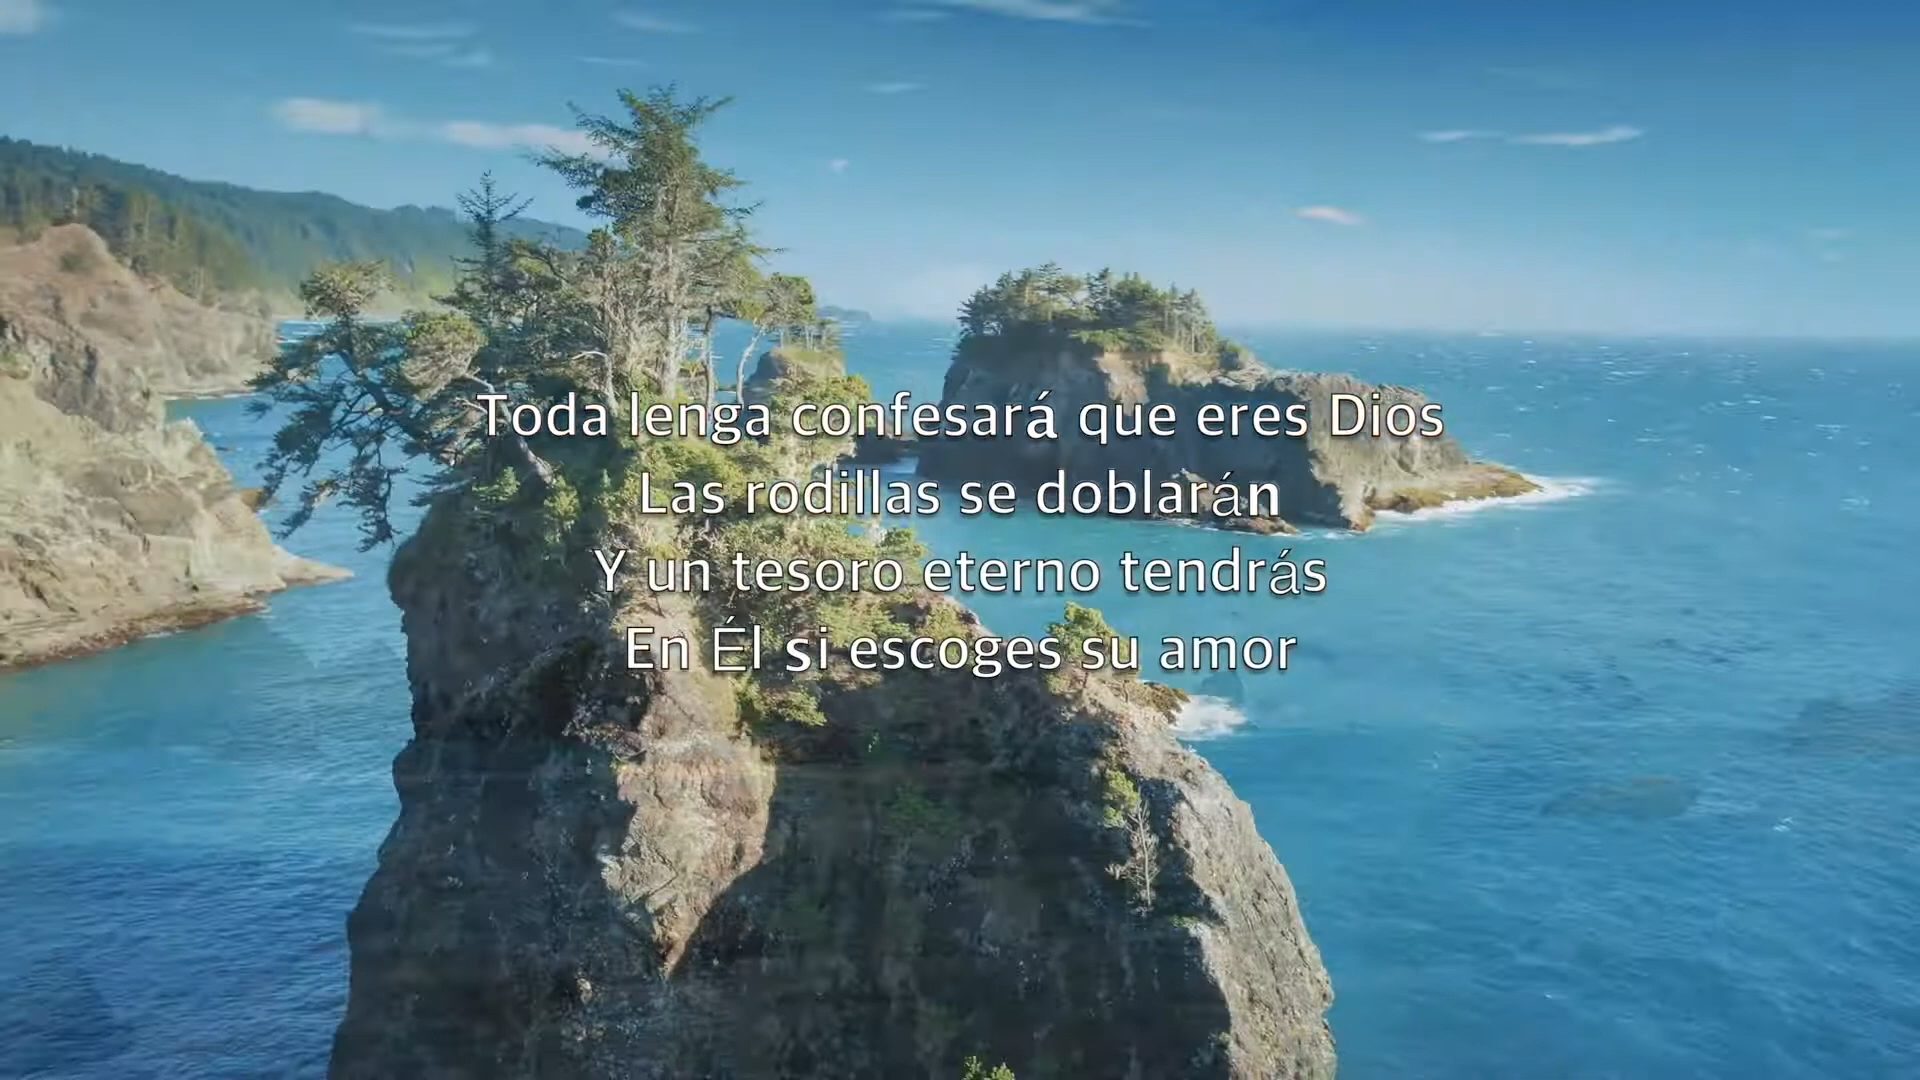 Toda lenga confesará que eres Dios
Las rodillas se doblarán
Y un tesoro eterno tendrás
En Él si escoges su amor